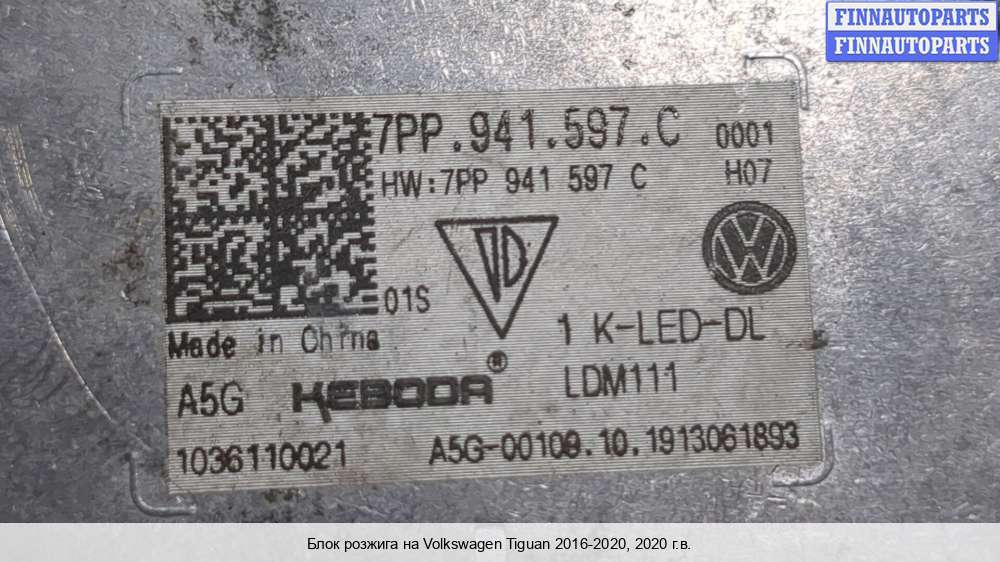 FINNAUTOPARTS
FINNAUTOPARTS
7PP.941.597.C 0001
HW:7PP 941 597 C H07
01S
1 K-LED-DL
Made in China
A5G KEBODA® LDM111
1036110021 A5G-00109.10.1913061893
Блок розжига на Volkswagen Tiguan 2016-2020, 2020 г.в.